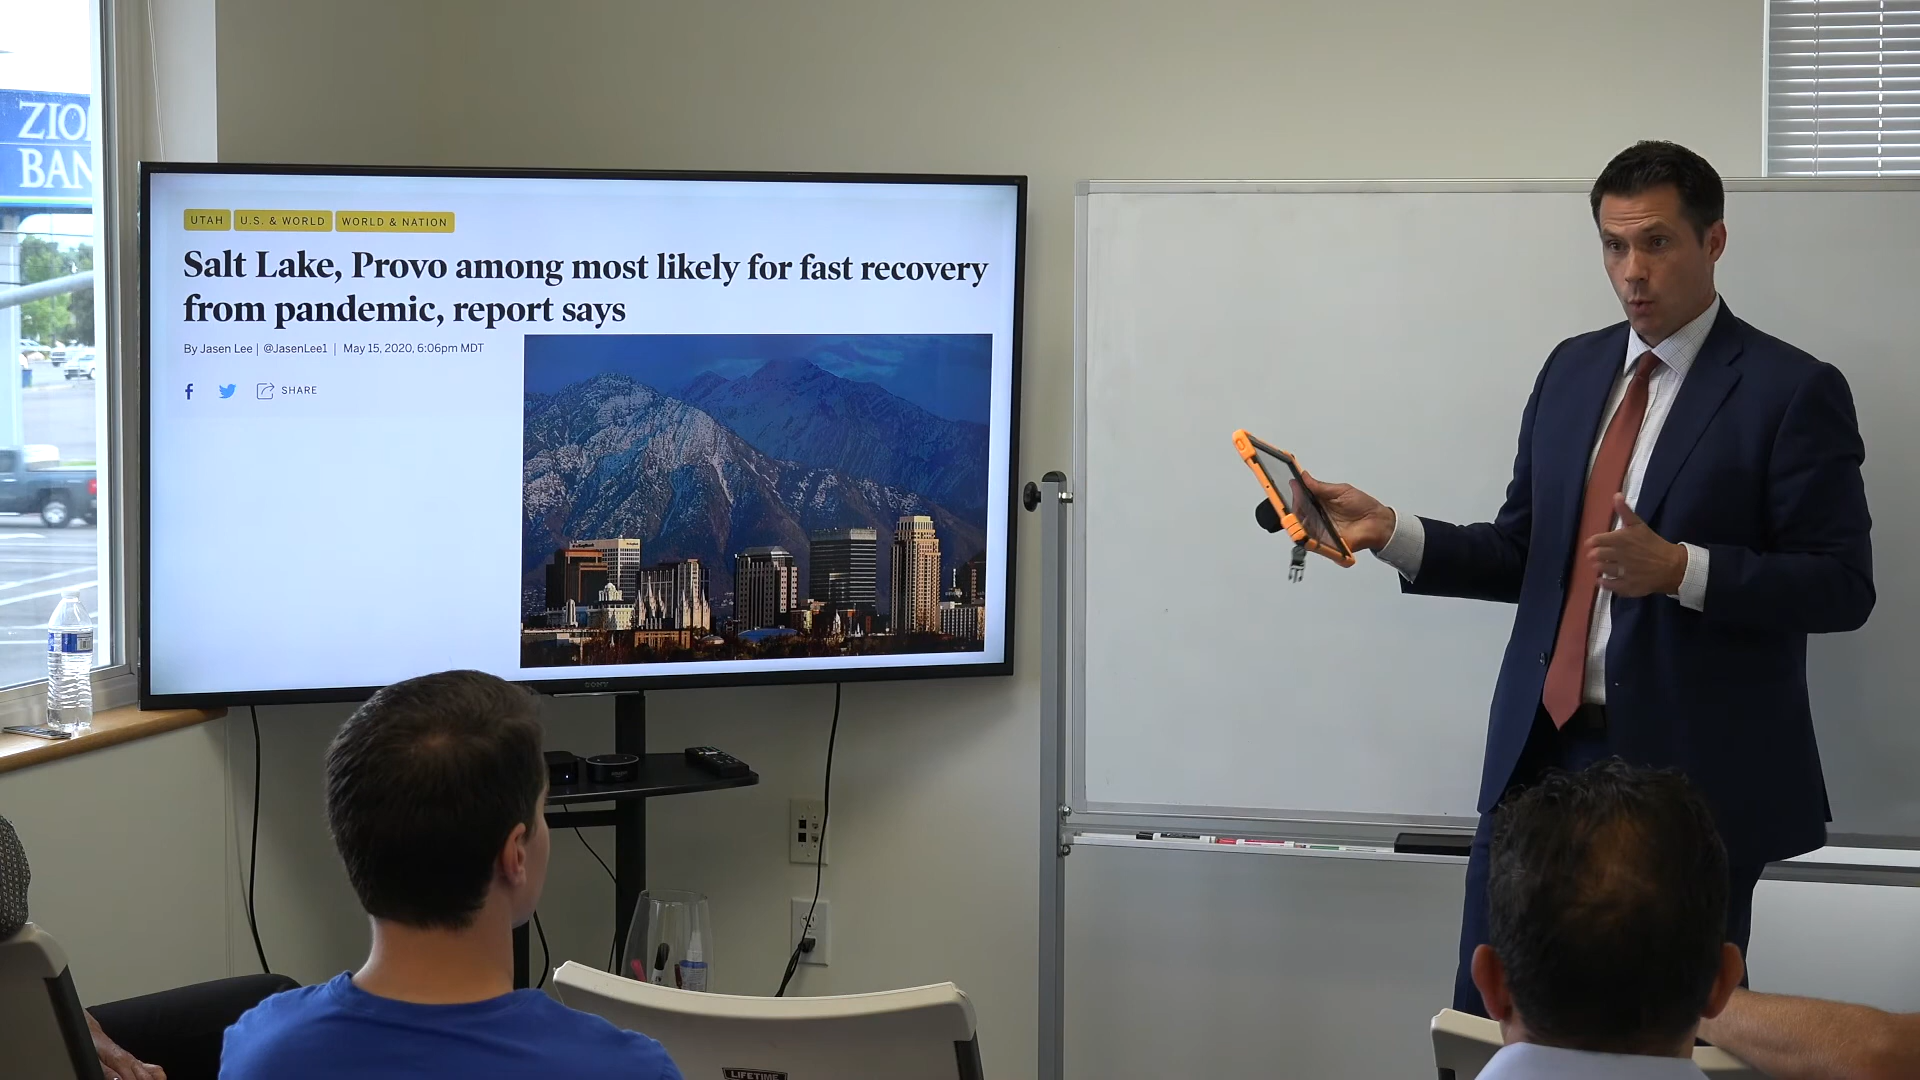 ZIO
BAN
UTAH U.S. & WORLD WORLD & NATION
Salt Lake, Provo among most likely for fast recovery
from pandemic, report says
By Jasen Lee | @JasenLee1 | May 15, 2020, 6:06pm MDT
SHARE
SONY
LIFETIME